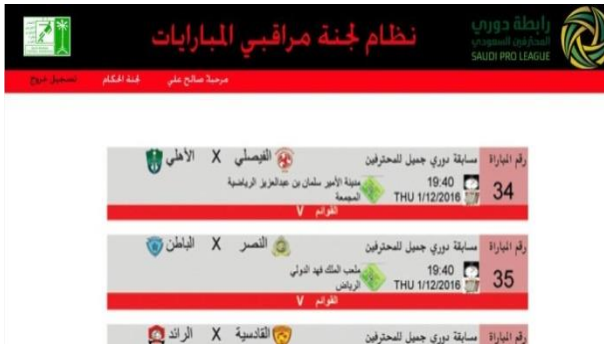 نظام لجنة مراقبي المباريات
رابطة دوري
المحترفين السعودي
SAUDI PRO LEAGUE
مرحبا صالح علي
لجنة الحكام
تسجيل خروج
رقم المباراة
34
مسابقة دوري جميل للمحترفين
19:40
THU 1/12/2016
الفيصلي X الأهلي
مدينة الأمير سلمان بن عبدالعزيز الرياضية
المجمعة
القوائم V
رقم المباراة
35
مسابقة دوري جميل للمحترفين
19:40
THU 1/12/2016
النصر X الباطن
ملعب الملك فهد الدولي
الرياض
القوائم V
رقم المباراة
مسابقة دوري جميل للمحترفين
القادسية X الرائد